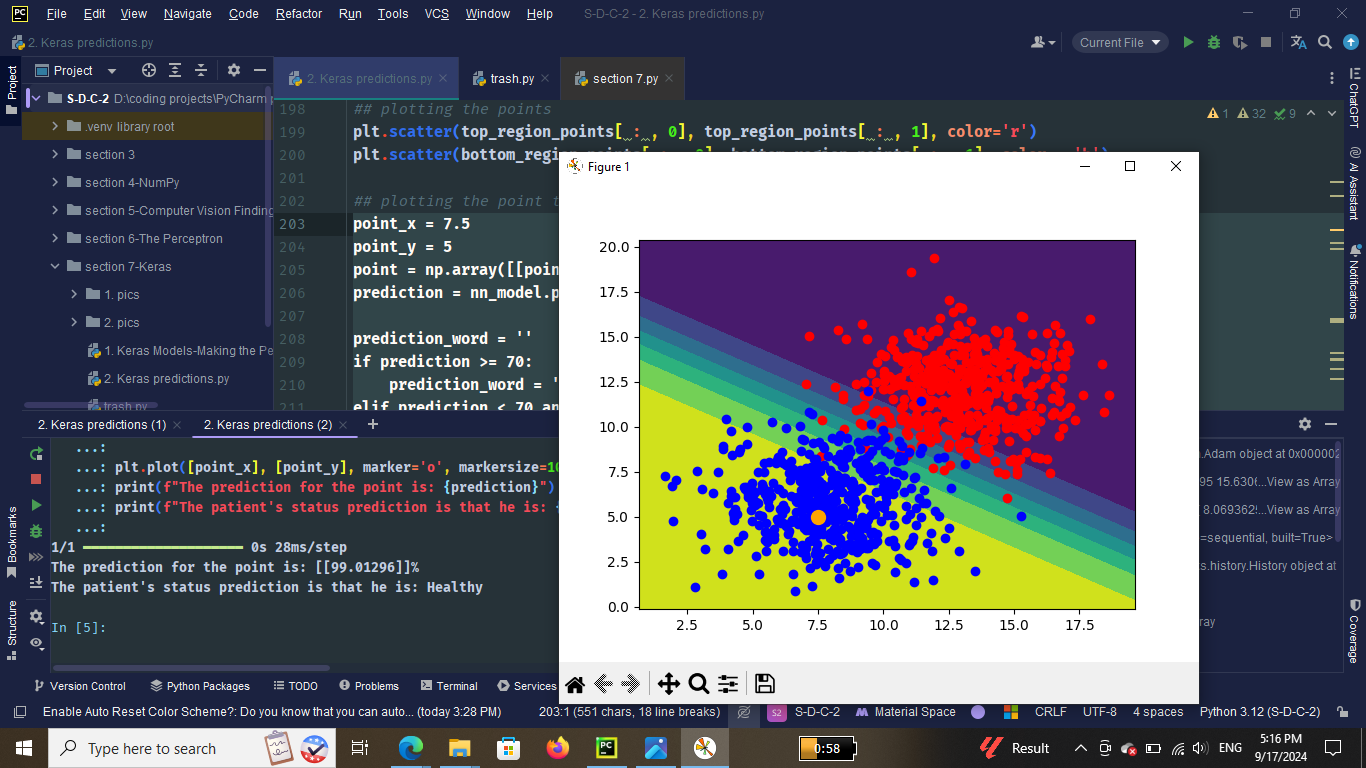 PC File Edit View Navigate Code Refactor Run Tools VCS Window Help S-D-C-2 - 2. Keras predictions.py
2. Keras predictions.py
Current File
Project
2. Keras predictions.py
trash.py
section 7.py
Project
S-D-C-2 D:\coding projects\PyCharm
.venv library root
section 3
section 4-NumPy
section 5-Computer Vision Finding
section 6-The Perceptron
section 7-Keras
1. pics
2. pics
1. Keras Models-Making the Pe
2. Keras predictions.py
trash.py
1 32 9
198 ## plotting the points
199 plt.scatter(top_region_points[ : , 0], top_region_points[ : , 1], color='r')
200 plt.scatter(bottom_region_points[
201
202 ## plotting the point
203 point_x = 7.5
204 point_y = 5
205 point = np.array([[poin
206 prediction = nn_model.p
207
208 prediction_word = ''
209 if prediction >= 70:
210 prediction_word = '
211 elif prediction < 70 an
ChatGPT
AI Assistant
Notifications
Coverage
Figure 1
20.0
17.5
15.0
12.5
10.0
7.5
5.0
2.5
0.0
2.5 5.0 7.5 10.0 12.5 15.0 17.5
2. Keras predictions (1)
2. Keras predictions (2)
...:
...: plt.plot([point_x], [point_y], marker='o', markersize=10
...: print(f"The prediction for the point is: {prediction}")
...: print(f"The patient's status prediction is that he is: {
...:
1/1 0s 28ms/step
The prediction for the point is: [[99.01296]]%
The patient's status prediction is that he is: Healthy
In [5]:
.Adam object at 0x000002
95 15.6306...View as Array
8.0693625...View as Array
=sequential, built=True>
s.history.History object at
ray
Bookmarks
Structure
Version Control
Python Packages
TODO
Problems
Terminal
Services
Enable Auto Reset Color Scheme?: Do you know that you can auto... (today 3:28 PM)
203:1 (551 chars, 18 line breaks)
S2 S-D-C-2
Material Space
CRLF
UTF-8
4 spaces
Python 3.12 (S-D-C-2)
Type here to search
PC
0:58
Result
ENG
5:16 PM
9/17/2024